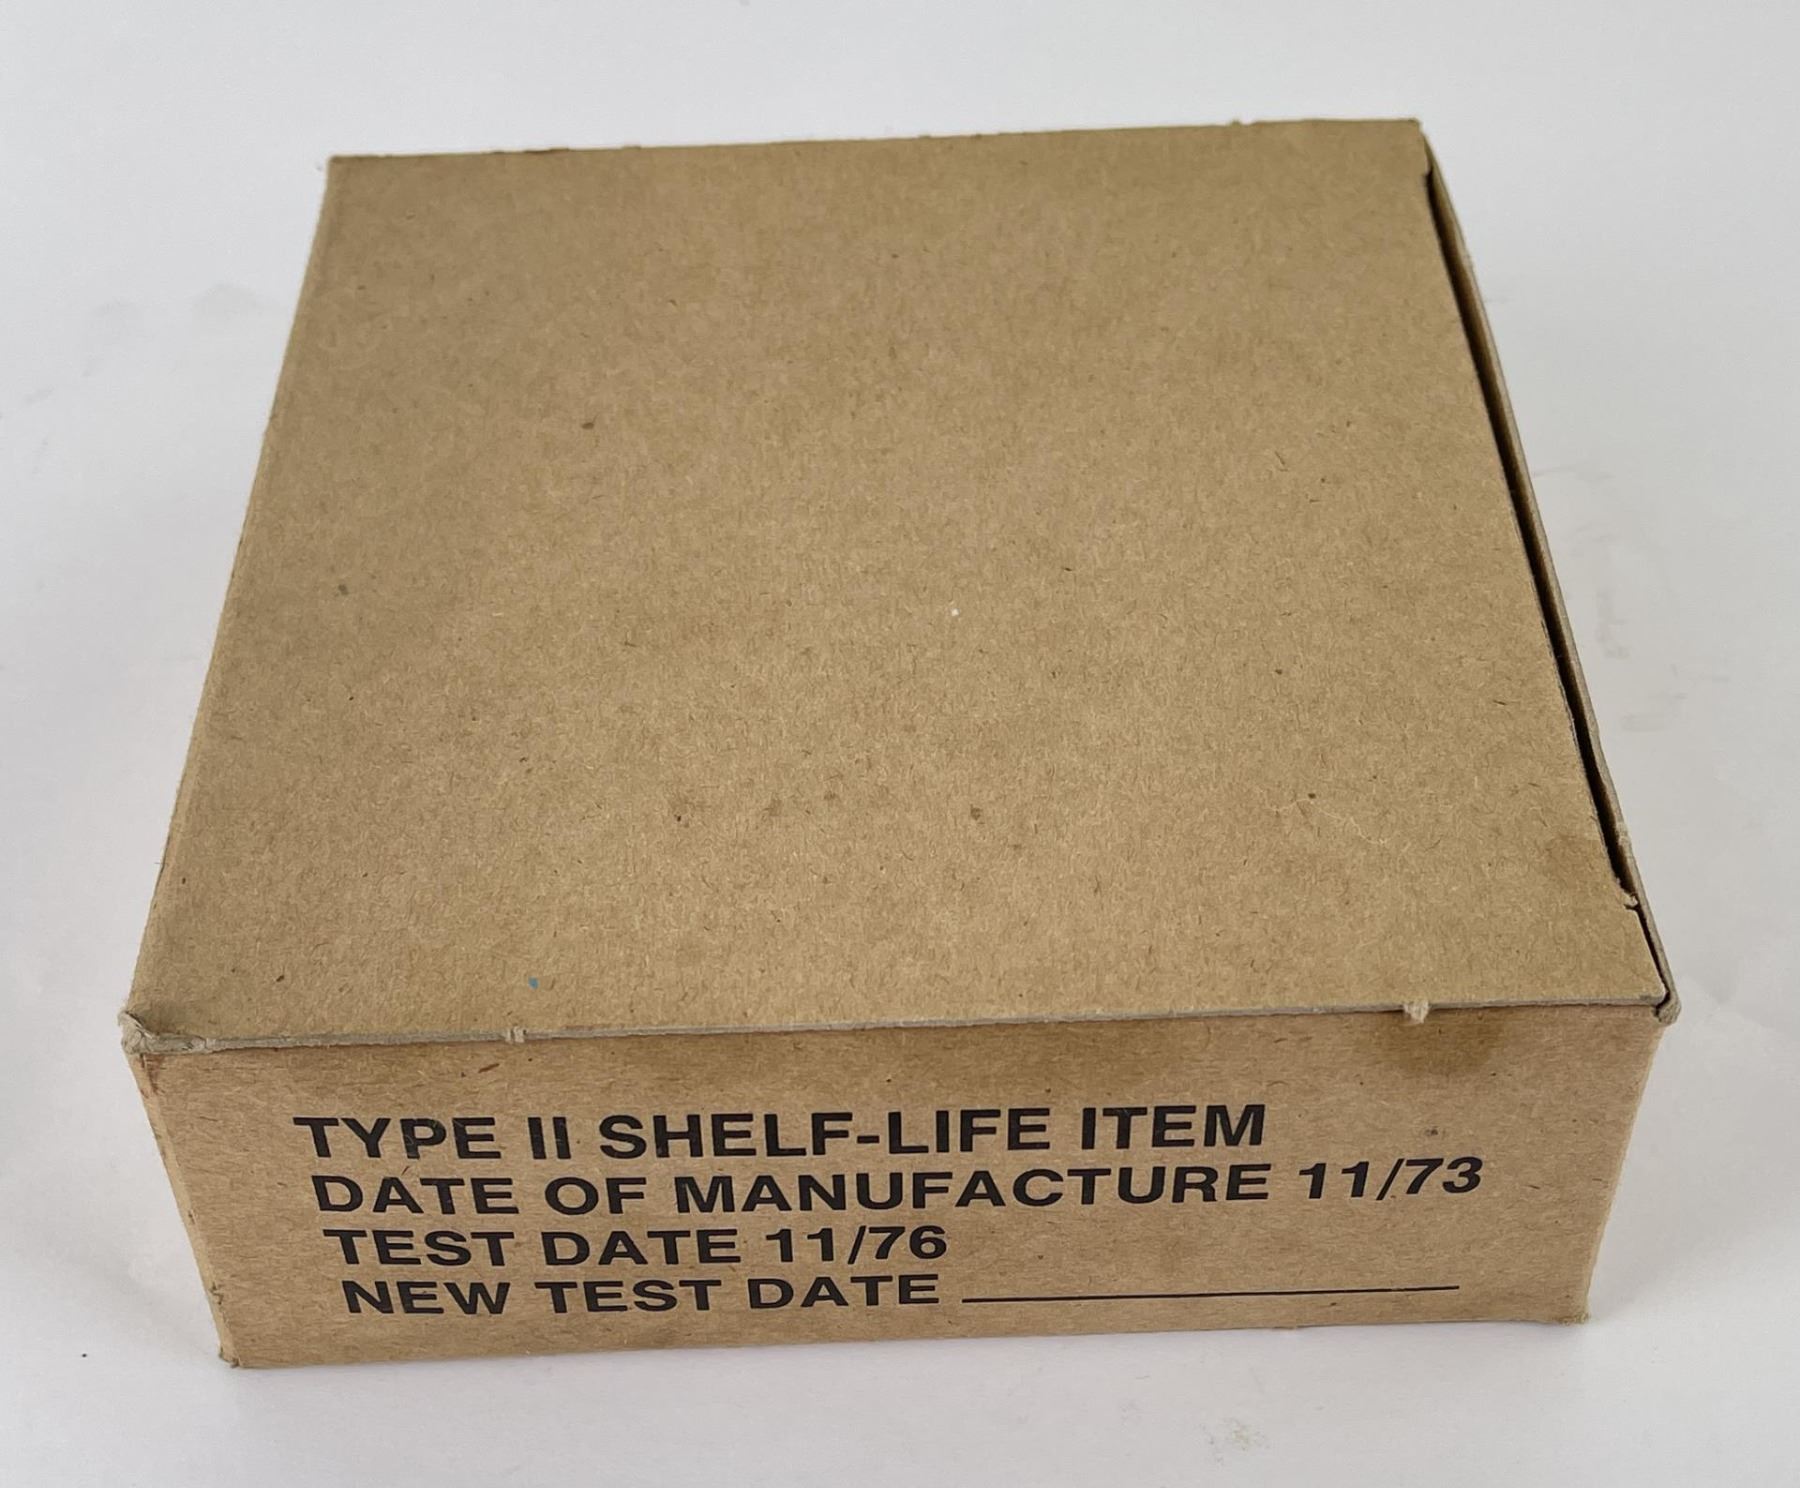 TYPE II SHELF-LIFE ITEM
DATE OF MANUFACTURE 11/73
TEST DATE 11/76
NEW TEST DATE